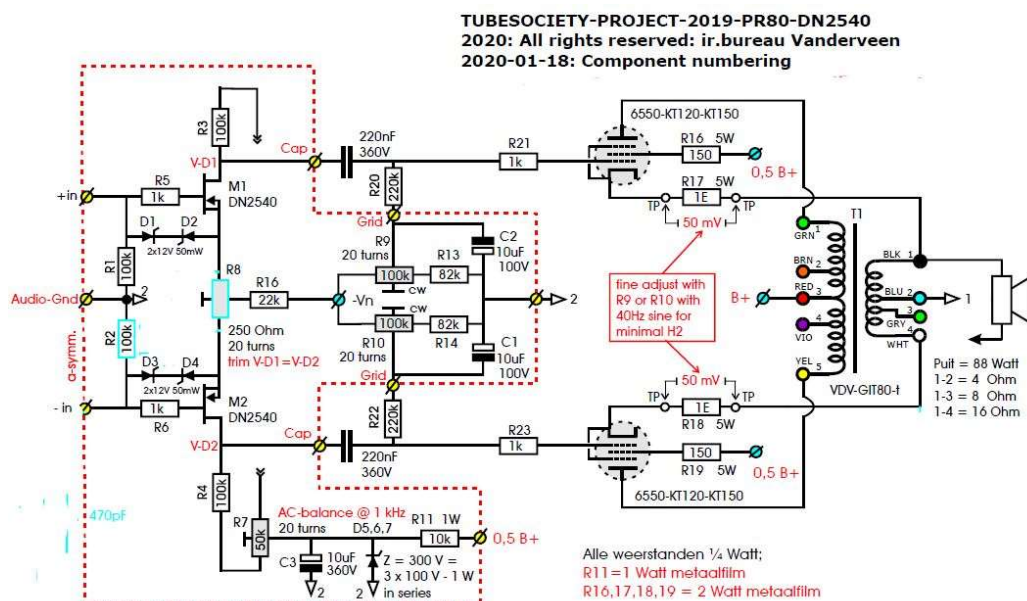 TUBESOCIETY-PROJECT-2019-PR80-DN2540
2020: All rights reserved: ir.bureau Vanderveen
2020-01-18: Component numbering
R3
100k
V-D1
Cap
220nF
360V
R20
220k
R21
1k
6550-KT120-KT150
R16 5W
150
0,5 B+
R17 5W
1E
TP
TP
50 mV
+in
R5
1k
M1
DN2540
D1
D2
2x12V 50mW
R1
100k
Audio-Gnd
2
R2
100k
a-symm.
R8
R16
22k
250 Ohm
20 turns
trim V-D1=V-D2
Grid
R9
20 turns
100k
R13
82k
C2
10uF
100V
-Vn
CW
CW
2
100k
R10
20 turns
82k
R14
C1
10uF
100V
Grid
fine adjust with
R9 or R10 with
40Hz sine for
minimal H2
B+
T1
GRN
1
BRN
2
RED
3
4
VIO
YEL
5
BLK
1
BLU
2
3
GRY
4
WHT
1
VDV-GIT80-t
Puit = 88 Watt
1-2 = 4 Ohm
1-3 = 8 Ohm
1-4 = 16 Ohm
D3
D4
2x12V 50mW
- in
1k
R6
M2
DN2540
V-D2
Cap
220nF
360V
R22
220k
R23
1k
50 mV
TP
TP
1E
R18 5W
150
R19 5W
0,5 B+
6550-KT120-KT150
R4
100k
470pF
R7
50k
AC-balance @ 1 kHz
20 turns
D5,6,7
R11 1W
10k
0,5 B+
C3
10uF
360V
2
2
Z = 300 V =
3 x 100 V - 1 W
in series
Alle weerstanden ¼ Watt;
R11=1 Watt metaalfilm
R16,17,18,19 = 2 Watt metaalfilm